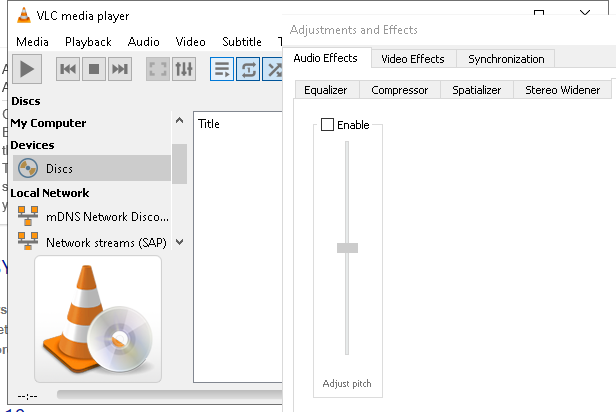 VLC media player
Media Playback Audio Video Subtitle
Discs
My Computer
Devices
Discs
Local Network
mDNS Network Disco...
Network streams (SAP)
Title
--:--
Adjustments and Effects
Audio Effects Video Effects Synchronization
Equalizer Compressor Spatializer Stereo Widener
Enable
Adjust pitch